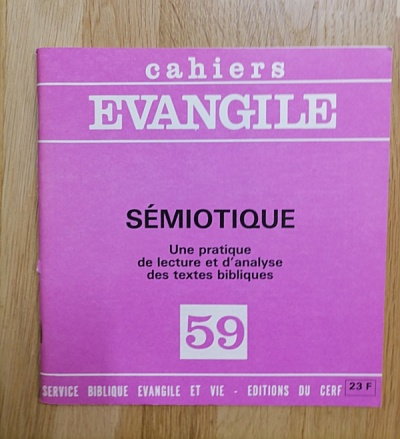 cahiers
EVANGILE
SÉMIOTIQUE
Une pratique
de lecture et d'analyse
des textes bibliques
59
SERVICE BIBLIQUE EVANGILE ET VIE - EDITIONS DU CERF 23 F